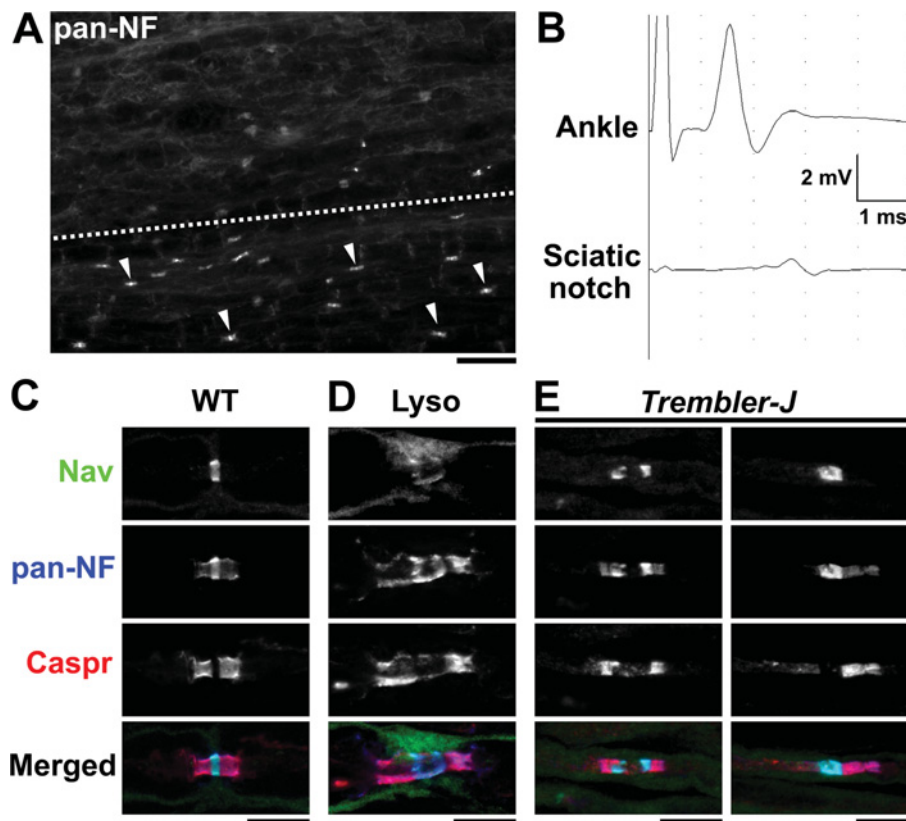 A
pan-NF
B
Ankle
2 mV
1 ms
Sciatic
notch
C
WT
D
Lyso
E
Trembler-J
Nav
pan-NF
Caspr
Merged